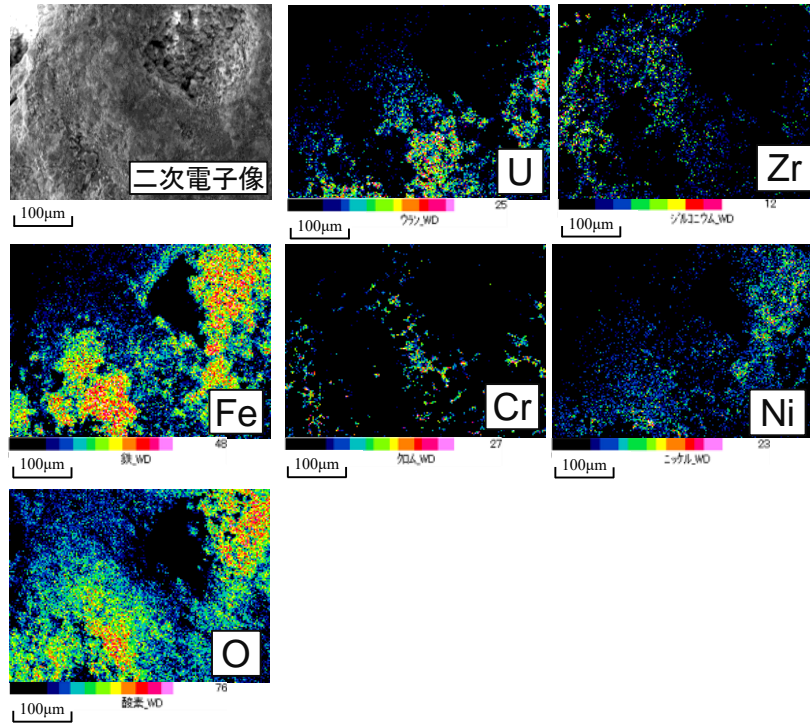 二次電子像
100μm
U
25
ウラン_WD
100μm
Zr
12
ジルコニウム_WD
100μm
Fe
48
鉄_WD
100μm
Cr
27
クロム_WD
100μm
Ni
23
ニッケル_WD
100μm
O
76
酸素_WD
100μm